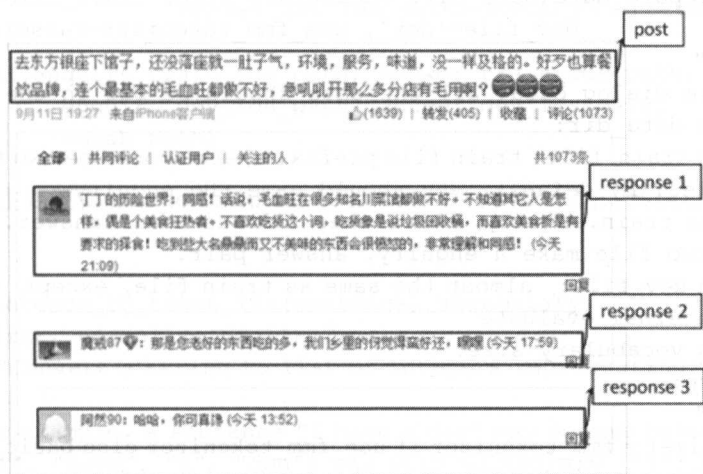 post
去东方银座下馆子，还没落座就一肚子气，环境，服务，味道，没一样及格的。好歹也算餐
饮品牌，连个最基本的毛血旺都做不好，急吼吼开那么多分店有毛用啊？
9月11日 19:27 来自iPhone客户端 (1639) | 转发(405) | 收藏 | 评论(1073)
全部 | 共同评论 | 认证用户 | 关注的人 共1073条
response 1
丁丁的历险世界：同感！话说，毛血旺在很多知名川菜馆都做不好。不知道其它人是怎
样，偶是个美食狂热者。不喜欢吃货这个词，吃货象是说垃圾回收桶，而喜欢美食折是有
要求的择食！吃到些大名鼎鼎而又不美味的东西会很愤怒的，非常理解和同感！(今天
21:09)
回复
response 2
魔戒87：那是您老好的东西吃的多，我们乡里的伢觉得蛮好还，嘿嘿 (今天 17:59)
回复
response 3
阿然90：哈哈，你可真馋 (今天 13:52)
回复